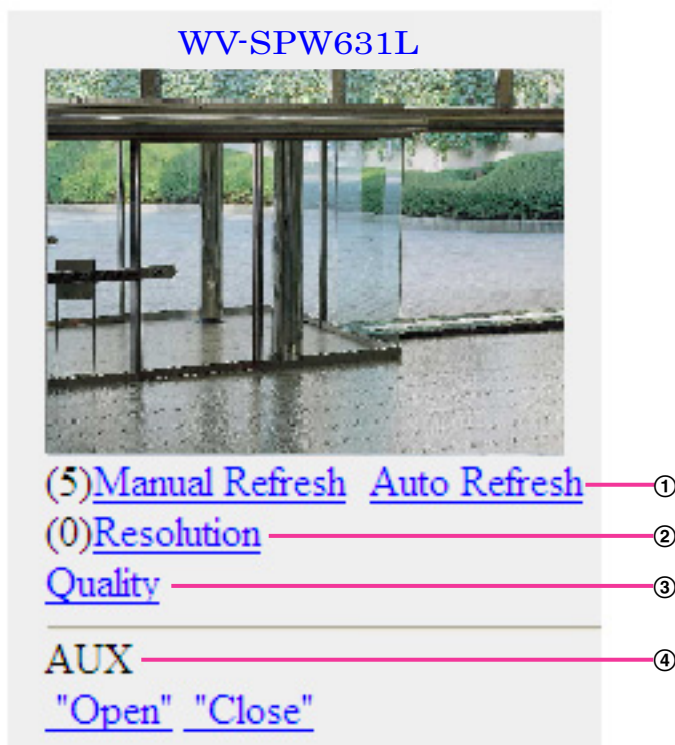 WV-SPW631L
(5)Manual Refresh Auto Refresh ①
(0)Resolution ②
Quality ③
AUX ④
"Open" "Close"